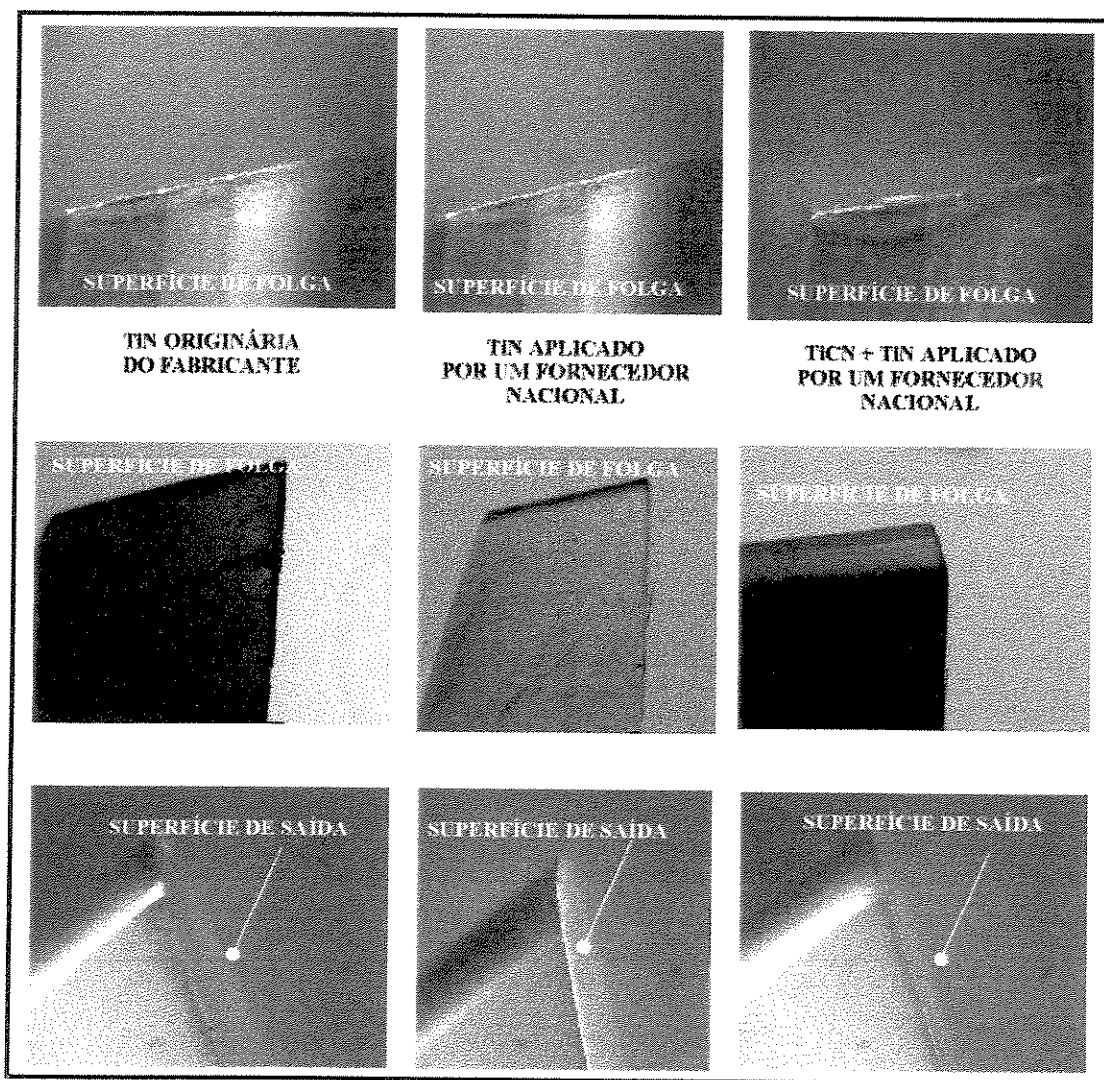 SUPERFÍCIE DE FOLGA
SUPERFÍCIE DE FOLGA
SUPERFÍCIE DE FOLGA
TiN ORIGINÁRIA
DO FABRICANTE
TiN APLICADO
POR UM FORNECEDOR
NACIONAL
TiCN + TiN APLICADO
POR UM FORNECEDOR
NACIONAL
SUPERFÍCIE DE FOLGA
SUPERFÍCIE DE FOLGA
SUPERFÍCIE DE FOLGA
SUPERFÍCIE DE SAÍDA
SUPERFÍCIE DE SAÍDA
SUPERFÍCIE DE SAÍDA